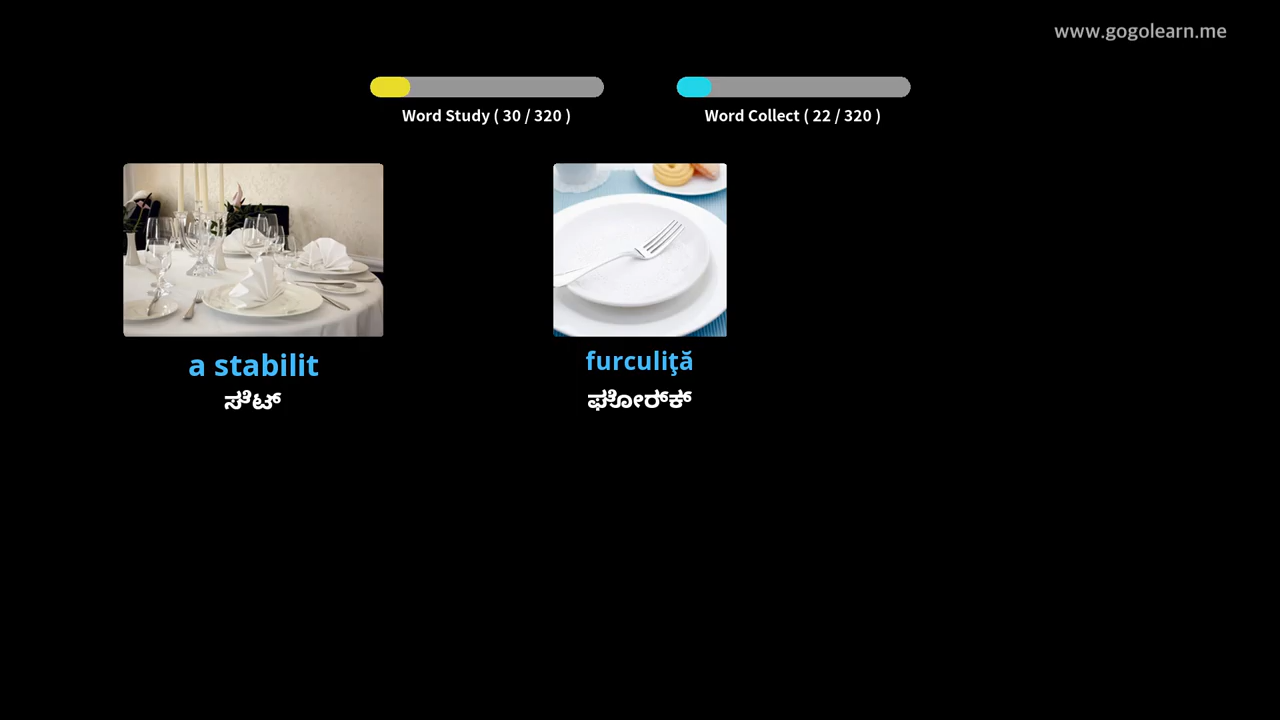 www.gogolearn.me
Word Study ( 30 / 320 )
Word Collect ( 22 / 320 )
a stabilit
ಸೆಟ್
furculiţă
ಫೋರ್ಕ್